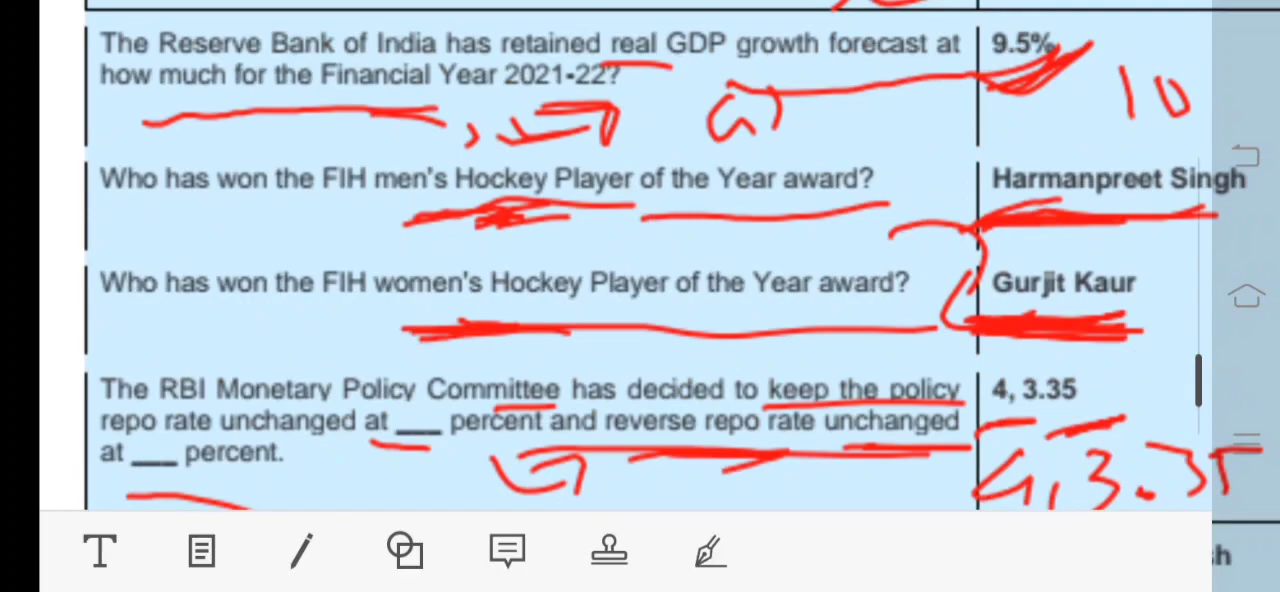 The Reserve Bank of India has retained real GDP growth forecast at 9.5%
how much for the Financial Year 2021-22?
10
Who has won the FIH men's Hockey Player of the Year award? Harmanpreet Singh
Who has won the FIH women's Hockey Player of the Year award? Gurjit Kaur
The RBI Monetary Policy Committee has decided to keep the policy 4, 3.35
repo rate unchanged at ___ percent and reverse repo rate unchanged
at ___ percent.
4, 3.35
T
h